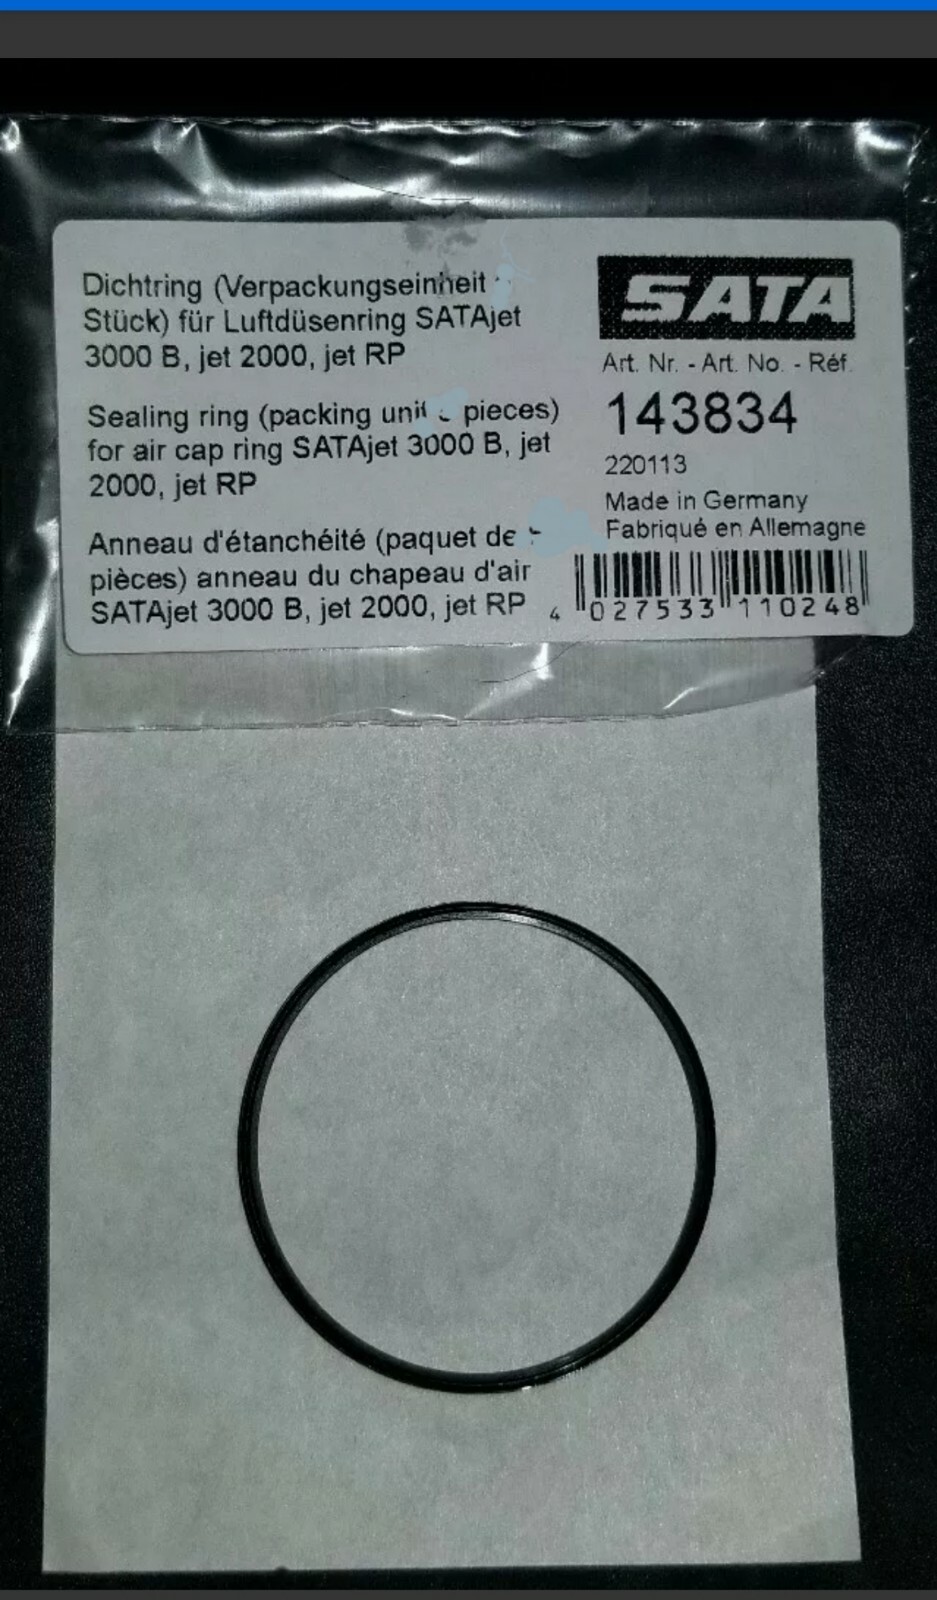 Dichtring (Verpackungseinheit
Stück) für Luftdüsenring SATAjet
3000 B, jet 2000, jet RP
Sealing ring (packing unit pieces)
for air cap ring SATAjet 3000 B, jet
2000, jet RP
Anneau d'étanchéité (paquet de
pièces) anneau du chapeau d'air
SATAjet 3000 B, jet 2000, jet RP
SATA
Art. Nr. - Art. No. - Réf.
143834
220113
Made in Germany
Fabriqué en Allemagne
4 027533 110248